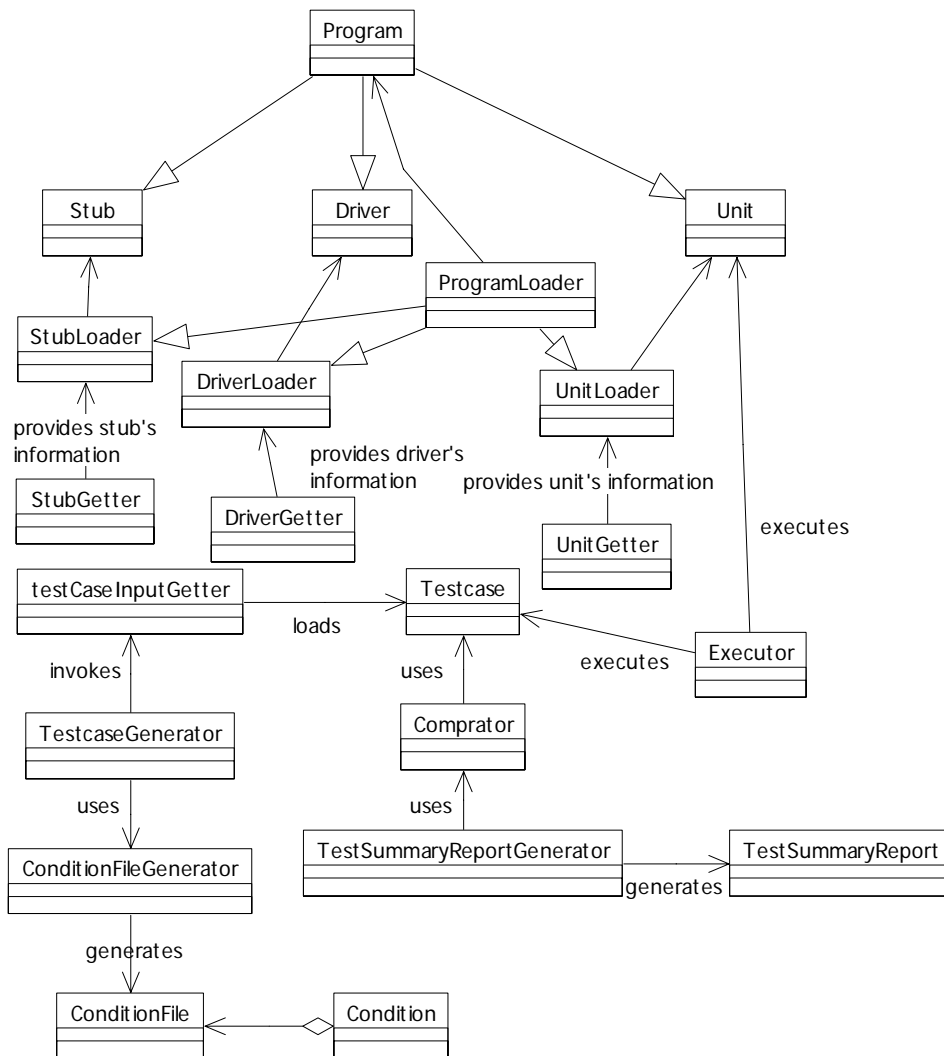 Program
Stub
Driver
Unit
ProgramLoader
StubLoader
DriverLoader
UnitLoader
provides stub's
information
provides driver's
information
provides unit's information
StubGetter
DriverGetter
UnitGetter
executes
testCaseInputGetter
loads
Testcase
executes
Executor
invokes
uses
TestcaseGenerator
Comprator
uses
uses
ConditionFileGenerator
TestSummaryReportGenerator
generates
TestSummaryReport
generates
ConditionFile
Condition